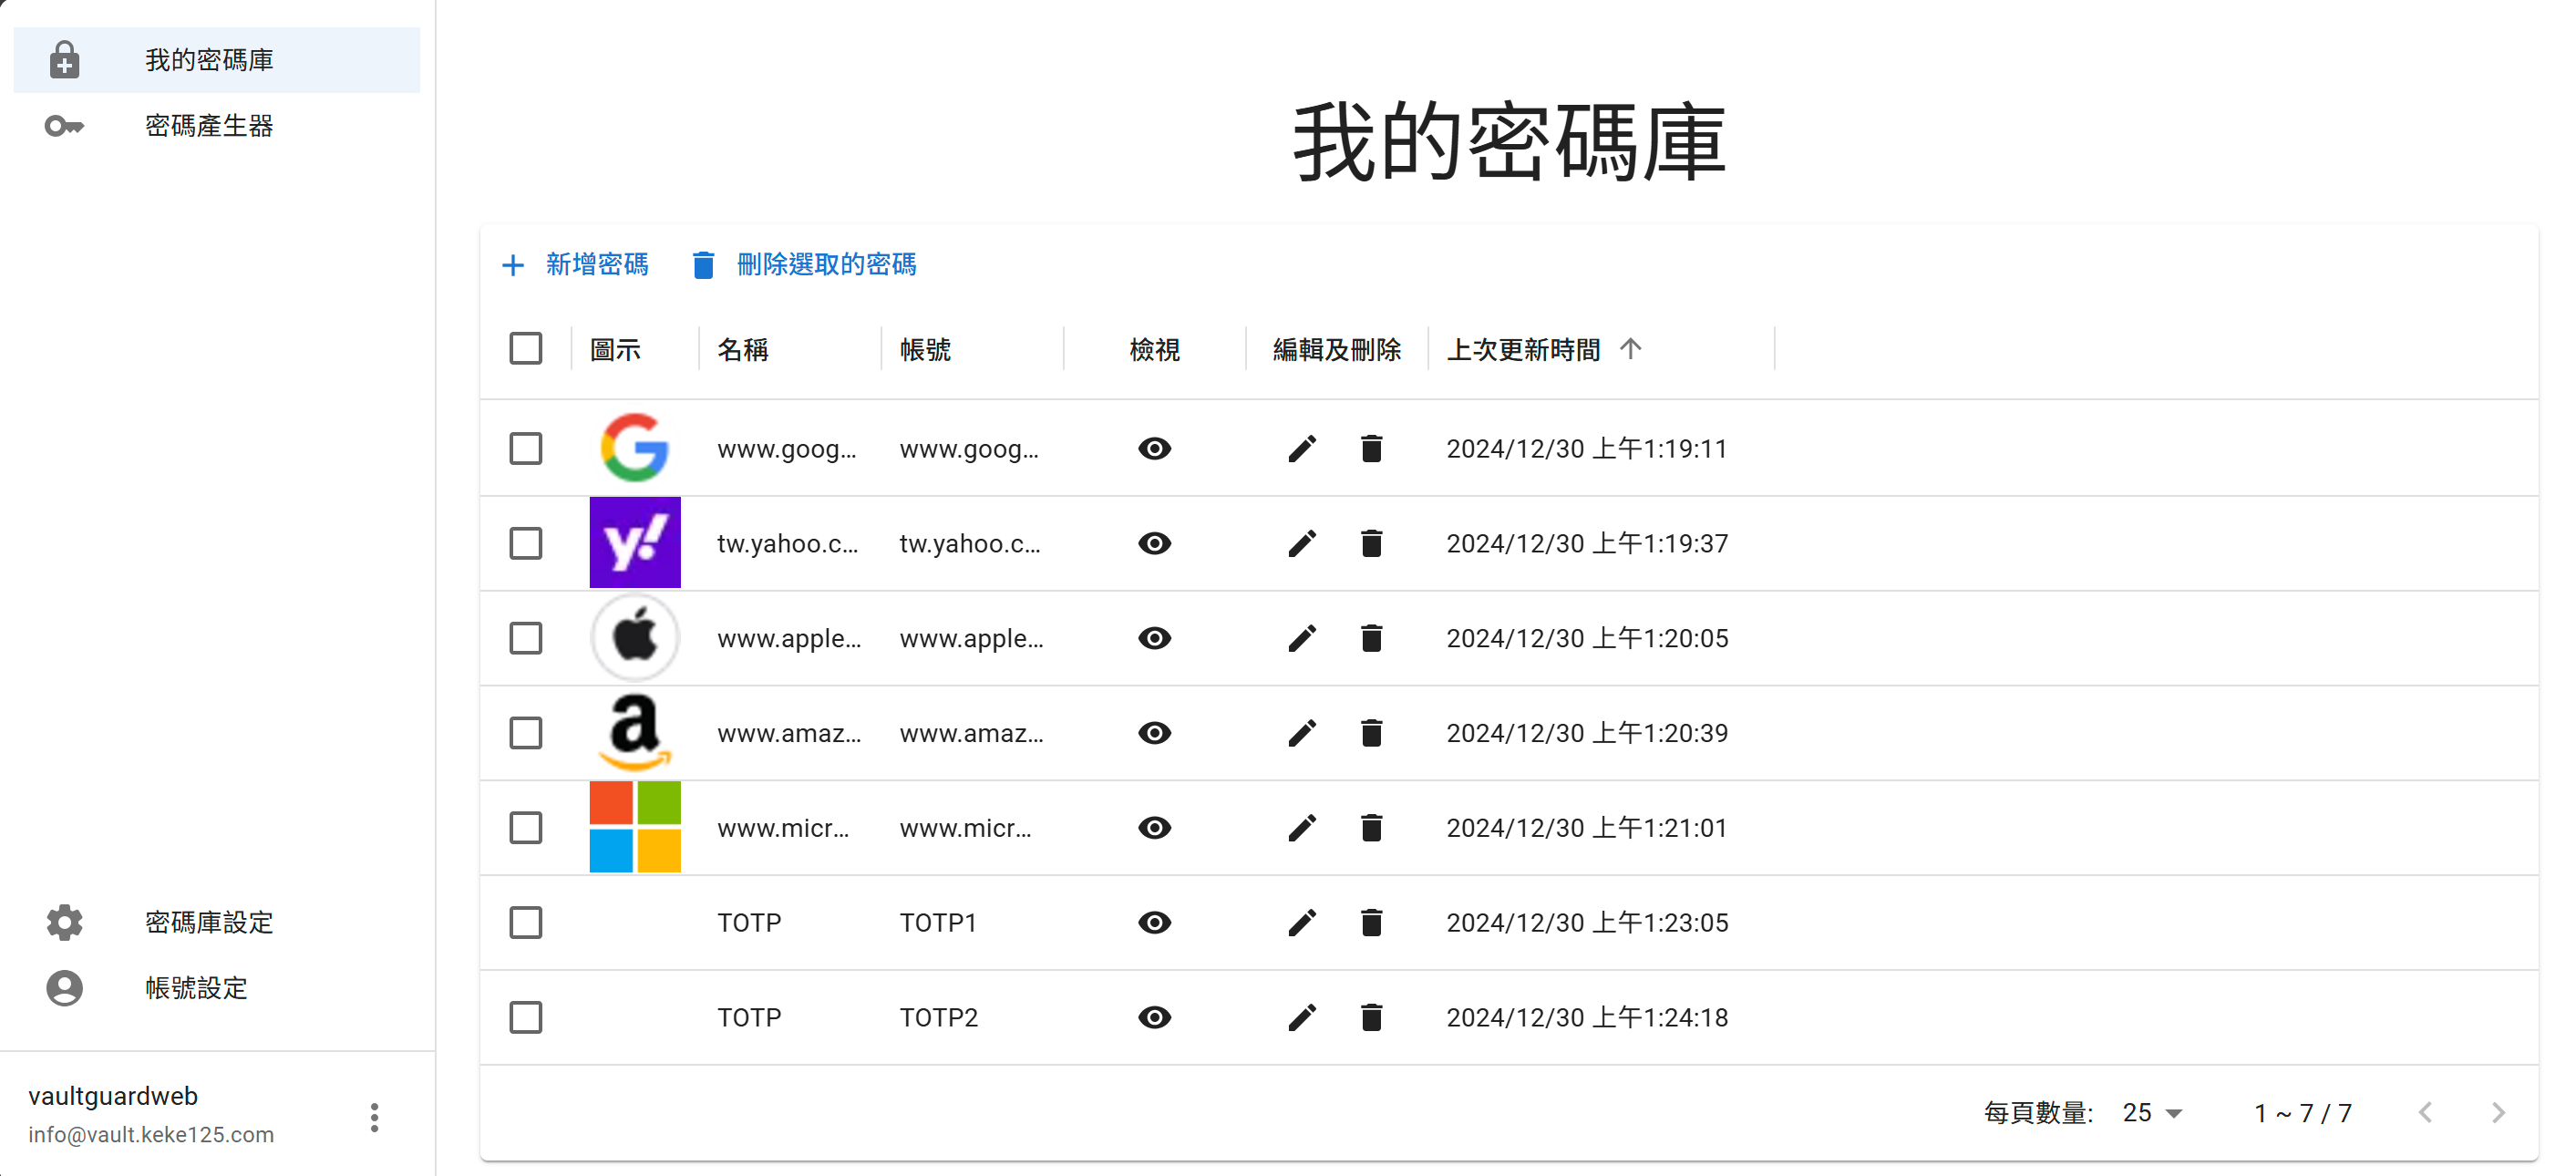 我的密碼庫
密碼產生器
密碼庫設定
帳號設定
vaultguardweb
info@vault.keke125.com
我的密碼庫
新增密碼 刪除選取的密碼
圖示 名稱 帳號 檢視 編輯及刪除 上次更新時間
www.goog... www.goog... 2024/12/30 上午1:19:11
tw.yahoo.c... tw.yahoo.c... 2024/12/30 上午1:19:37
www.apple... www.apple... 2024/12/30 上午1:20:05
www.amaz... www.amaz... 2024/12/30 上午1:20:39
www.micr... www.micr... 2024/12/30 上午1:21:01
TOTP TOTP1 2024/12/30 上午1:23:05
TOTP TOTP2 2024/12/30 上午1:24:18
每頁數量: 25 1 ~ 7 / 7